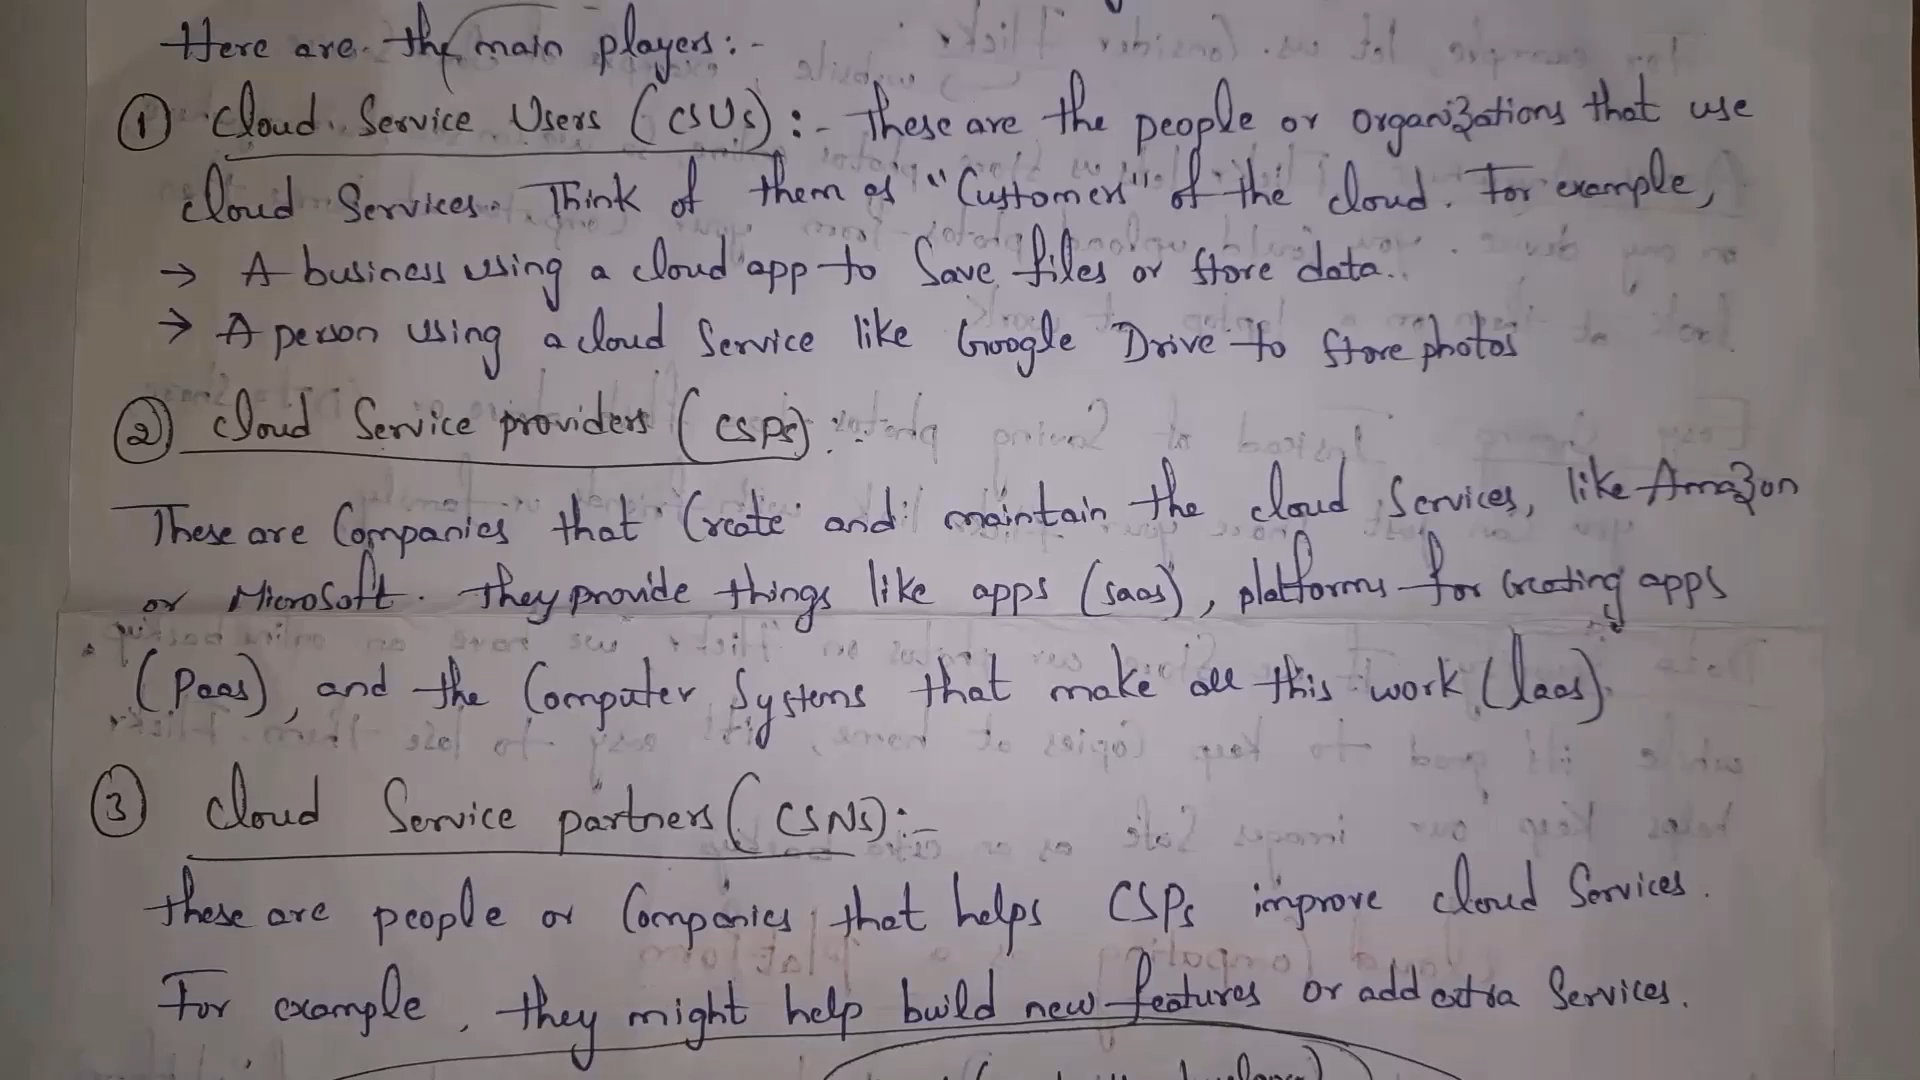 Here are the main players:-
① Cloud Service Users (CSUs):- These are the people or organizations that use
cloud Services. Think of them as "Customers" of the cloud. For example,
→ A business using a cloud app to Save files or store data.
→ A person using a cloud Service like Google Drive to store photos
② Cloud Service providers (CSPs):-
These are Companies that Create and maintain the cloud Services, like Amazon
or Microsoft. They provide things like apps (saas), platforms for creating apps
(Paas), and the Computer Systems that make all this work (Iaas).
③ Cloud Service partners (CSNs):-
these are people or Companies that helps CSPs improve cloud Services.
For example, they might help build new features or add extra Services.